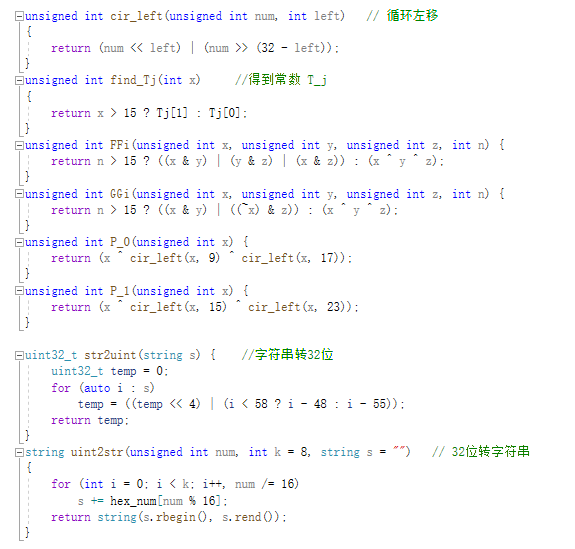 unsigned int cir_left(unsigned int num, int left)   // 循环左移
{
    return (num << left) | (num >> (32 - left));
}
unsigned int find_Tj(int x)     //得到常数 T_j
{
    return x > 15 ? Tj[1] : Tj[0];
}
unsigned int FFi(unsigned int x, unsigned int y, unsigned int z, int n) {
    return n > 15 ? ((x & y) | (y & z) | (x & z)) : (x ^ y ^ z);
}
unsigned int GGi(unsigned int x, unsigned int y, unsigned int z, int n) {
    return n > 15 ? ((x & y) | ((~x) & z)) : (x ^ y ^ z);
}
unsigned int P_0(unsigned int x) {
    return (x ^ cir_left(x, 9) ^ cir_left(x, 17));
}
unsigned int P_1(unsigned int x) {
    return (x ^ cir_left(x, 15) ^ cir_left(x, 23));
}
uint32_t str2uint(string s) {    //字符串转32位
    uint32_t temp = 0;
    for (auto i : s)
        temp = ((temp << 4) | (i < 58 ? i - 48 : i - 55));
    return temp;
}
string uint2str(unsigned int num, int k = 8, string s = "")   // 32位转字符串
{
    for (int i = 0; i < k; i++, num /= 16)
        s += hex_num[num % 16];
    return string(s.rbegin(), s.rend());
}